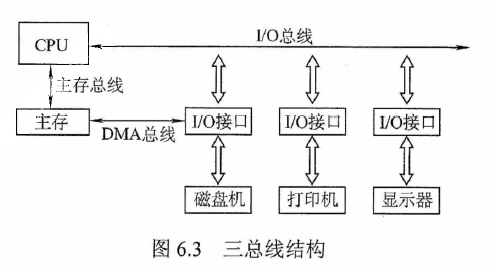 CPU
I/O总线
主存总线
主存
DMA总线
I/O接口
I/O接口
I/O接口
磁盘机
打印机
显示器
图 6.3 三总线结构